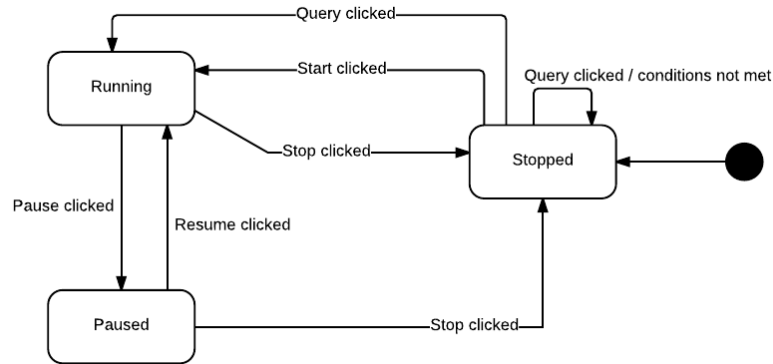 Query clicked
Start clicked
Query clicked / conditions not met
Running
Stop clicked
Stopped
Pause clicked
Resume clicked
Paused
Stop clicked